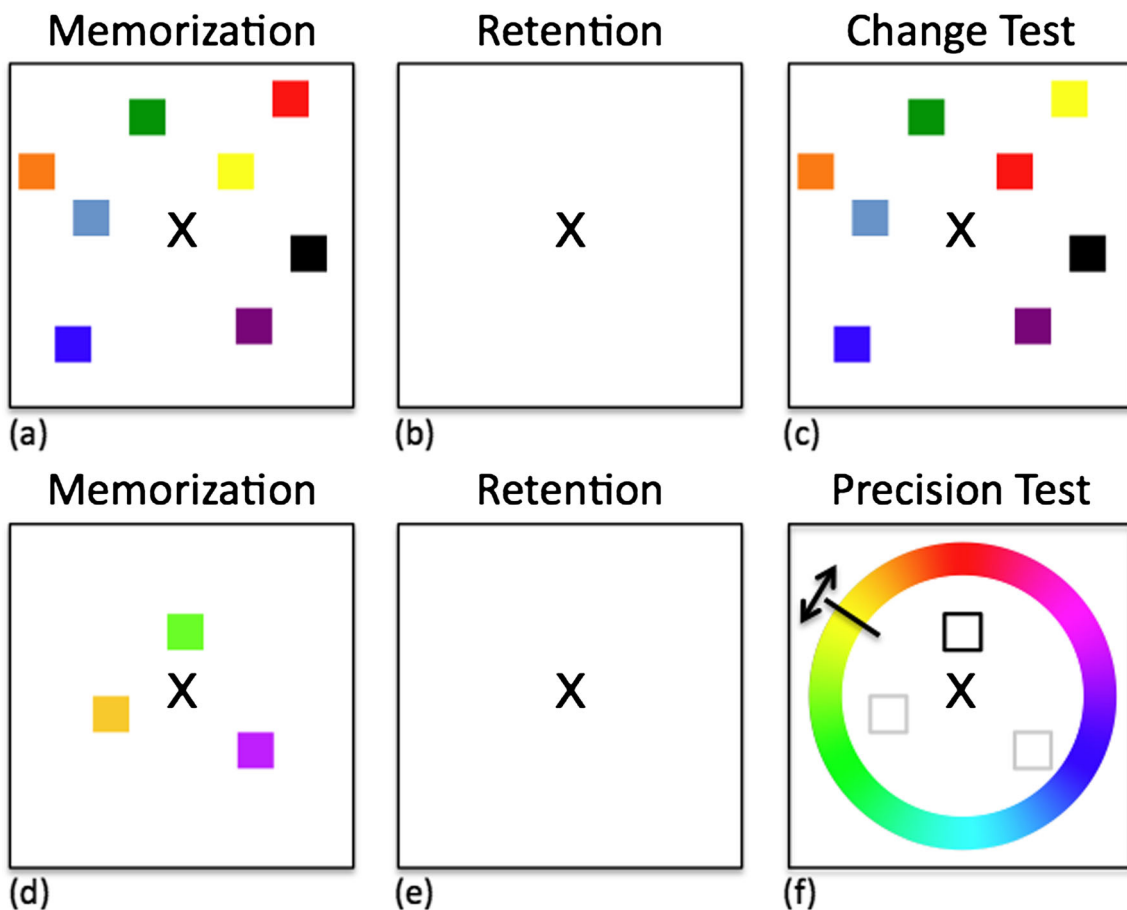 Memorization Retention Change Test
X X X
(a) (b) (c)
Memorization Retention Precision Test
X X X
(d) (e) (f)